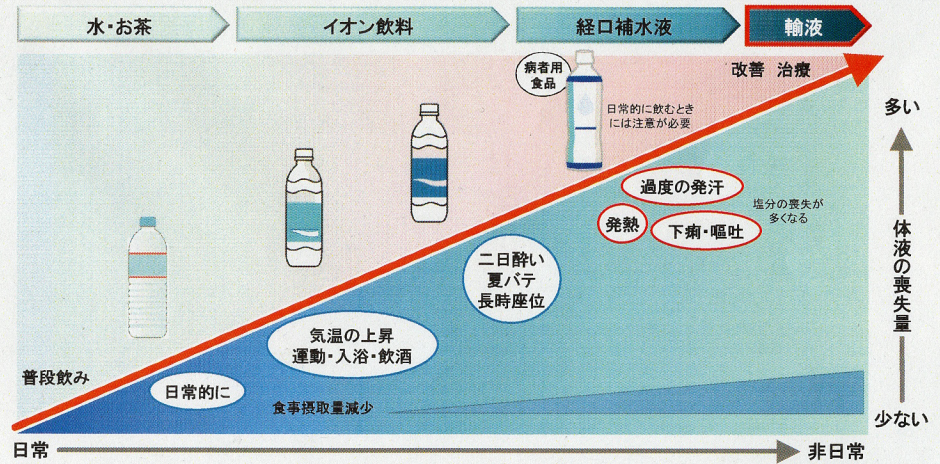 水・お茶
イオン飲料
経口補水液
輸液
改善 治療
病者用
食品
日常的に飲むとき
には注意が必要
多い
過度の発汗
塩分の喪失が
多くなる
発熱
下痢・嘔吐
体液の喪失量
二日酔い
夏バテ
長時座位
気温の上昇
運動・入浴・飲酒
普段飲み
日常的に
食事摂取量減少
少ない
日常
非日常